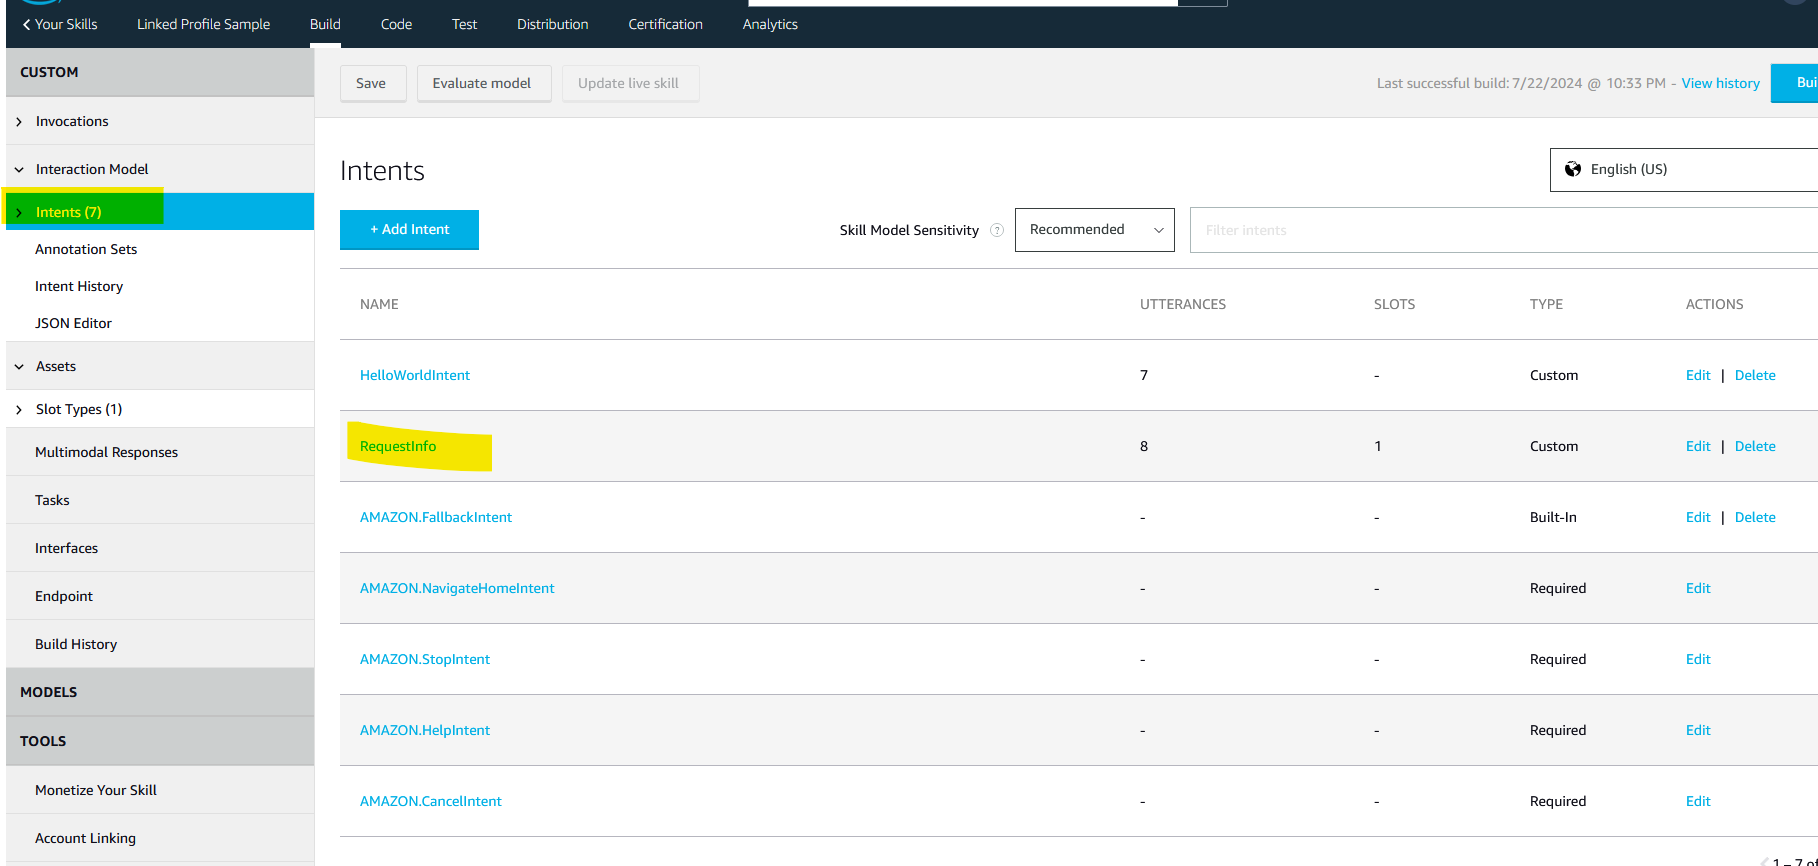 Your Skills Linked Profile Sample Build Code Test Distribution Certification Analytics
CUSTOM
Invocations
Interaction Model
Intents (7)
Annotation Sets
Intent History
JSON Editor
Assets
Slot Types (1)
Multimodal Responses
Tasks
Interfaces
Endpoint
Build History
MODELS
TOOLS
Monetize Your Skill
Account Linking
Save Evaluate model Update live skill Last successful build: 7/22/2024 @ 10:33 PM - View history
Intents English (US)
+ Add Intent Skill Model Sensitivity ? Recommended Filter intents
NAME UTTERANCES SLOTS TYPE ACTIONS
HelloWorldIntent 7 - Custom Edit | Delete
RequestInfo 8 1 Custom Edit | Delete
AMAZON.FallbackIntent - - Built-In Edit | Delete
AMAZON.NavigateHomeIntent - - Required Edit
AMAZON.StopIntent - - Required Edit
AMAZON.HelpIntent - - Required Edit
AMAZON.CancelIntent - - Required Edit
1 – 7